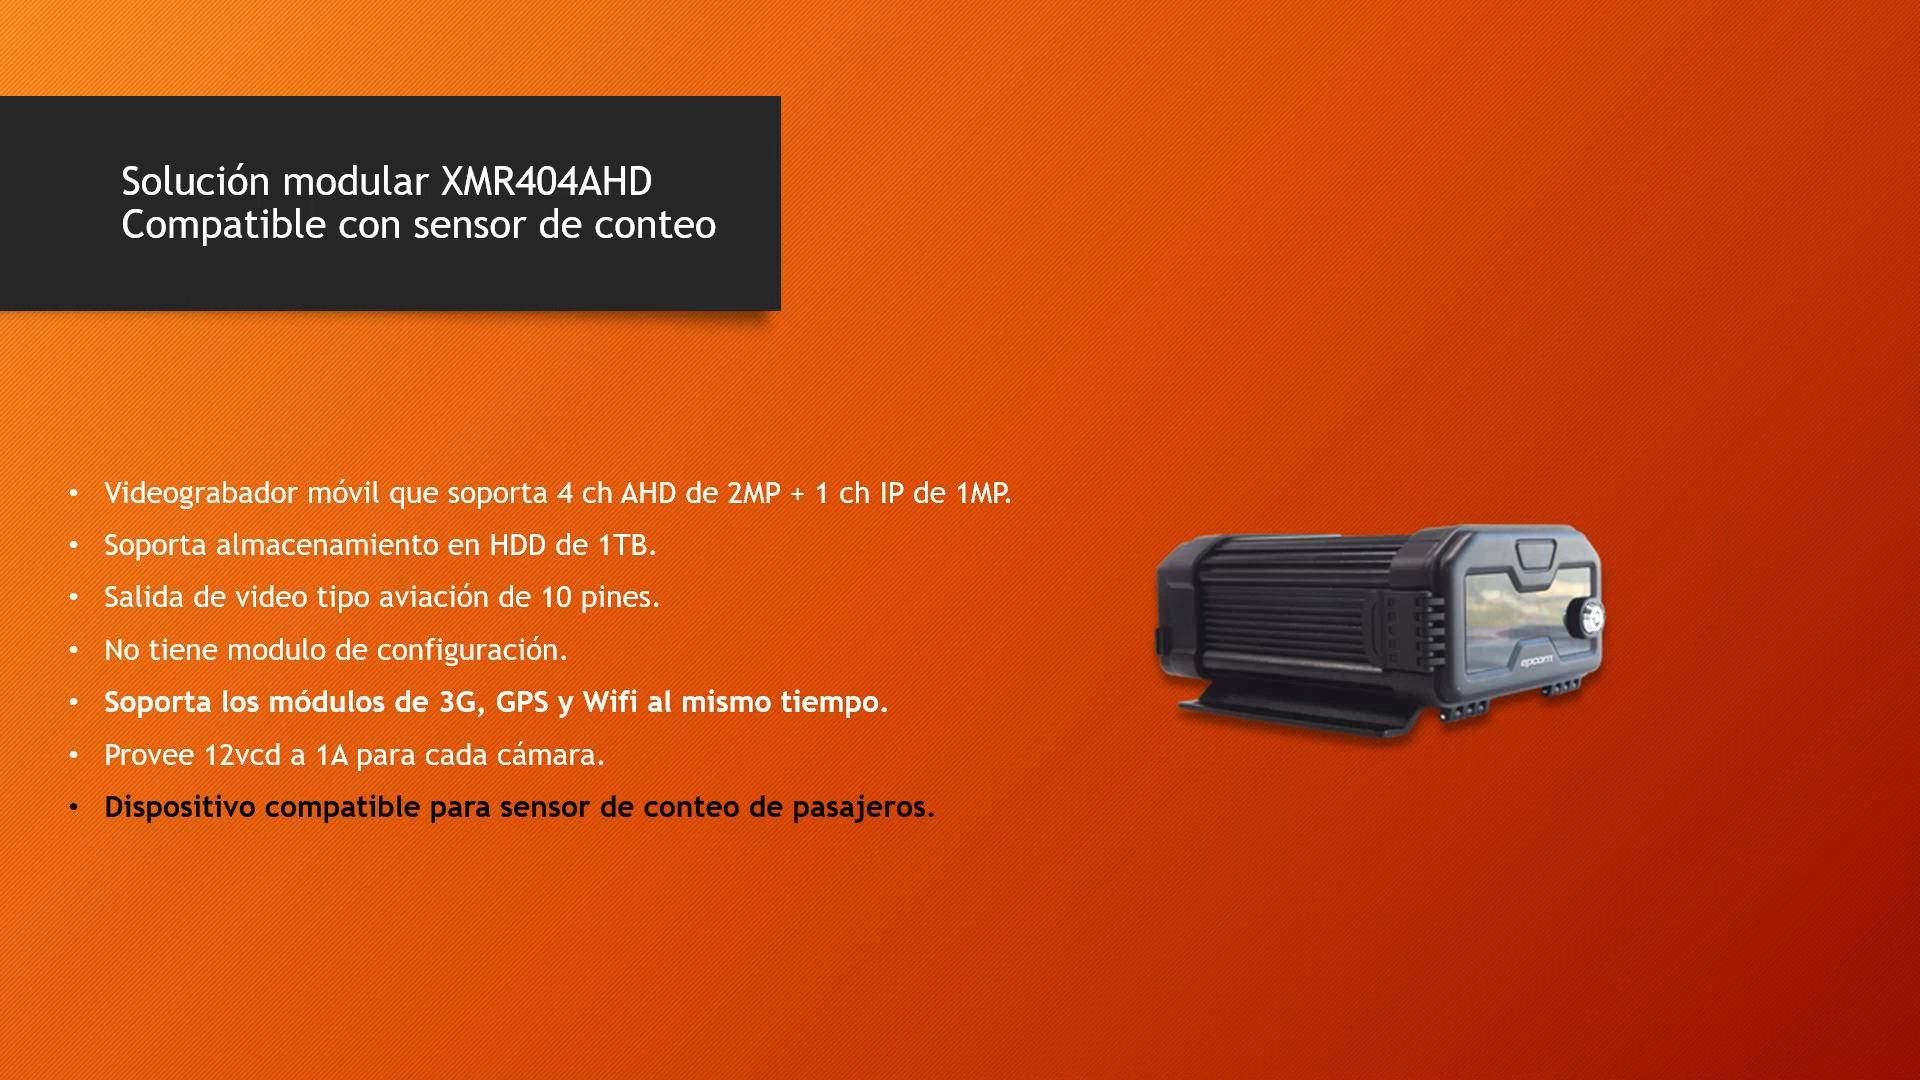 Solución modular XMR404AHD
Compatible con sensor de conteo
• Videograbador móvil que soporta 4 ch AHD de 2MP + 1 ch IP de 1MP.
• Soporta almacenamiento en HDD de 1TB.
• Salida de video tipo aviación de 10 pines.
• No tiene modulo de configuración.
• Soporta los módulos de 3G, GPS y Wifi al mismo tiempo.
• Provee 12vcd a 1A para cada cámara.
• Dispositivo compatible para sensor de conteo de pasajeros.
epcom